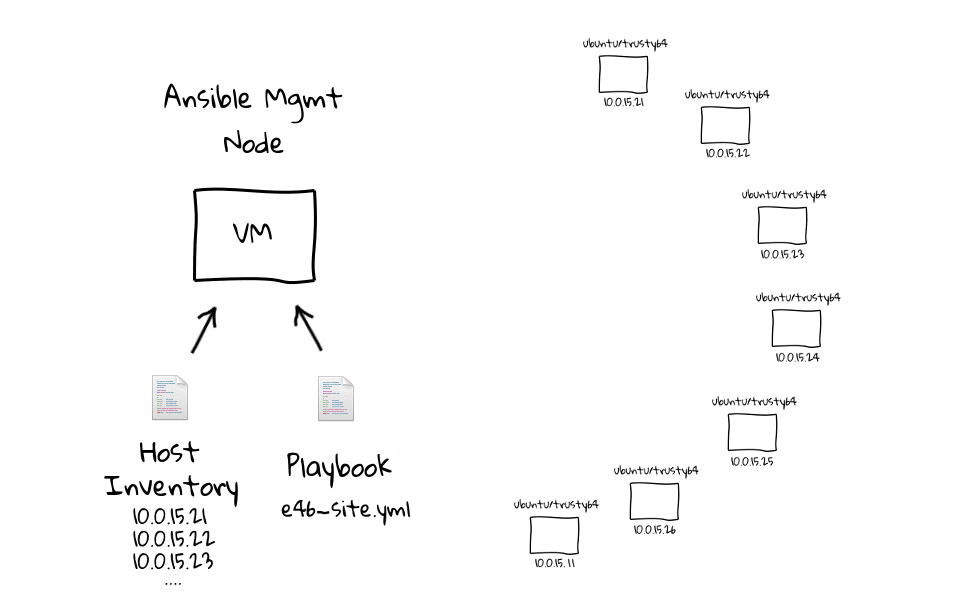 Ansible Mgmt
Node
VM
Host
Inventory
10.0.15.21
10.0.15.22
10.0.15.23
....
Playbook
e46-site.yml
ubuntu/trusty64
10.0.15.21
ubuntu/trusty64
10.0.15.22
ubuntu/trusty64
10.0.15.23
ubuntu/trusty64
10.0.15.24
ubuntu/trusty64
10.0.15.25
ubuntu/trusty64
10.0.15.26
ubuntu/trusty64
10.0.15.11